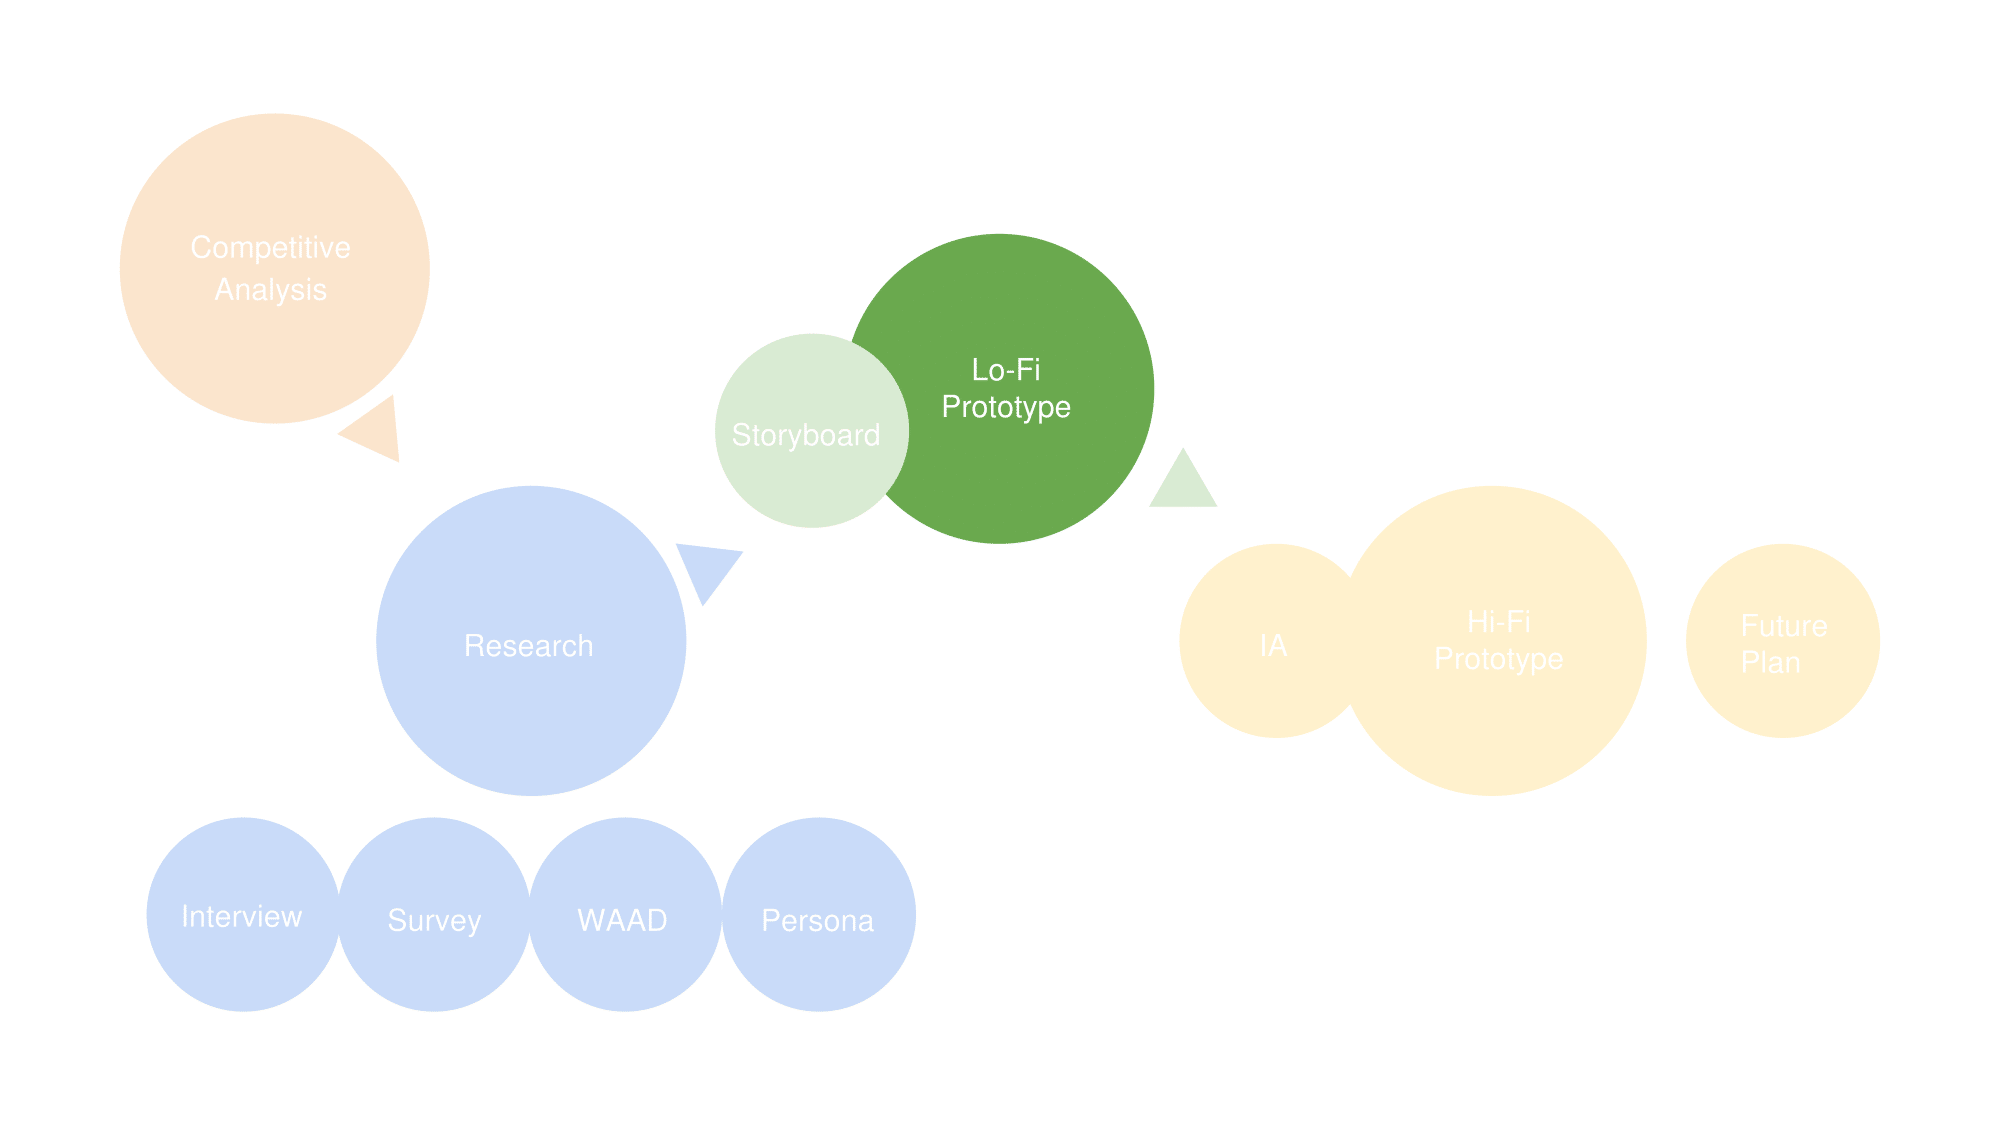 Competitive
Analysis
Lo-Fi
Prototype
Storyboard
Research
IA
Hi-Fi
Prototype
Future
Plan
Interview
Survey
WAAD
Persona